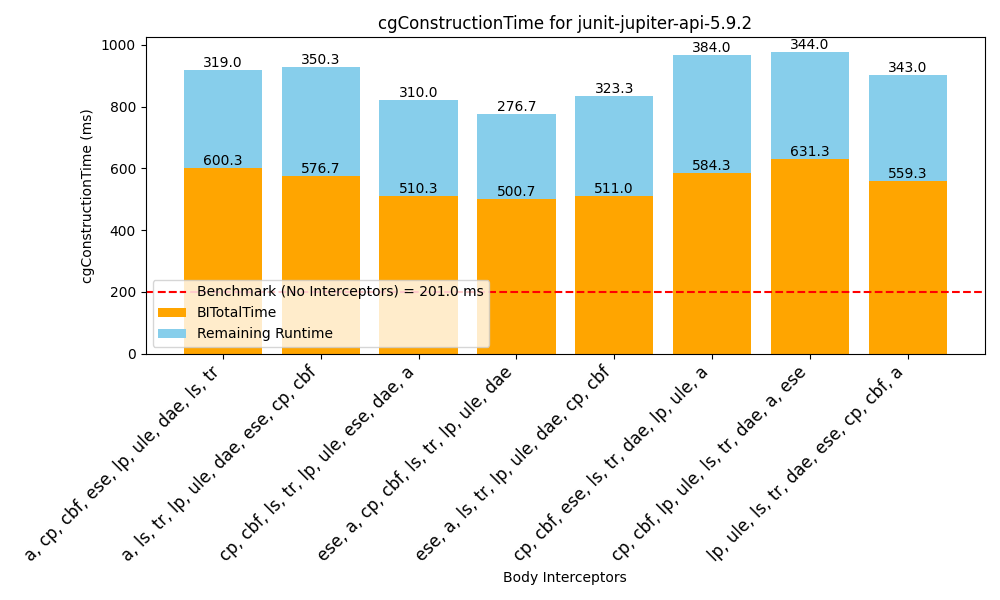 cgConstructionTime for junit-jupiter-api-5.9.2
cgConstructionTime (ms)
1000
800
600
400
200
0
319.0
350.3
310.0
276.7
323.3
384.0
344.0
343.0
600.3
576.7
510.3
500.7
511.0
584.3
631.3
559.3
Benchmark (No Interceptors) = 201.0 ms
BITotalTime
Remaining Runtime
a, cp, cbf, ese, lp, ule, dae, ls, tr
a, ls, tr, lp, ule, dae, ese, cp, cbf
cp, cbf, ls, tr, lp, ule, ese, dae, a
ese, a, cp, cbf, ls, tr, lp, ule, dae
ese, a, ls, tr, lp, ule, dae, cp, cbf
cp, cbf, ese, ls, tr, dae, lp, ule, a
cp, cbf, lp, ule, ls, tr, dae, a, ese
lp, ule, ls, tr, dae, ese, cp, cbf, a
Body Interceptors